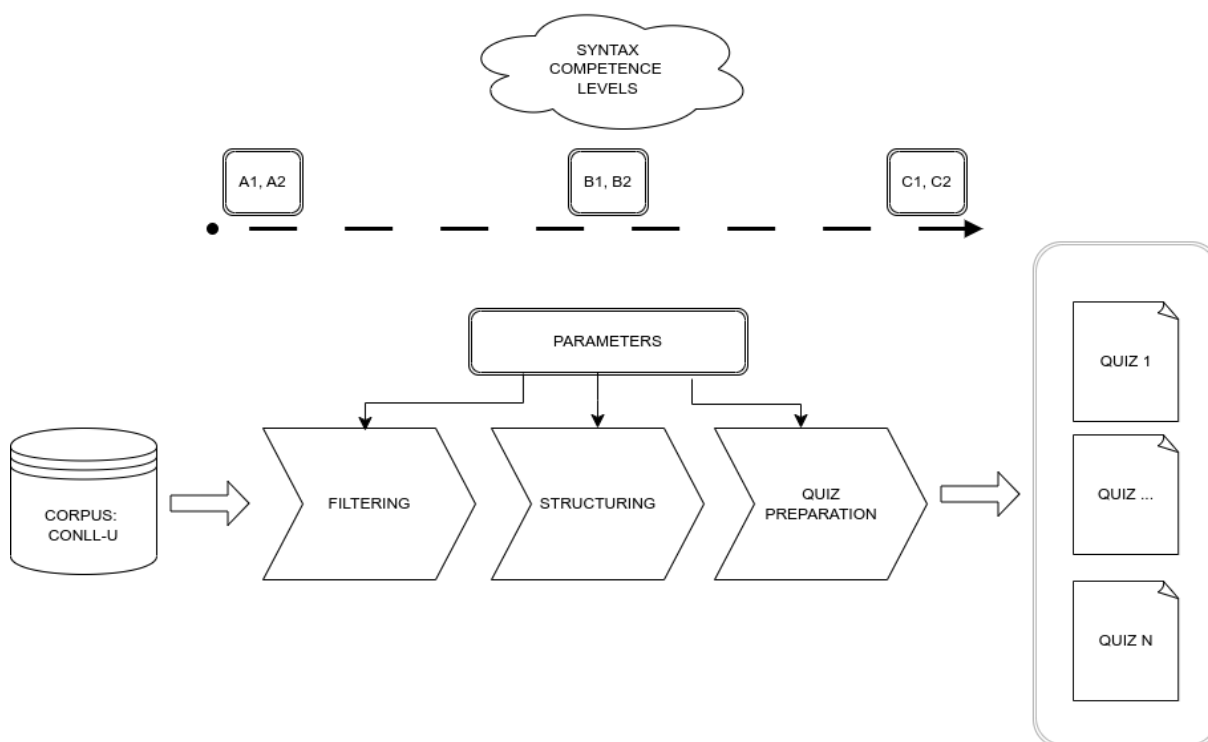 SYNTAX
COMPETENCE
LEVELS
A1, A2
B1, B2
C1, C2
PARAMETERS
CORPUS:
CONLL-U
FILTERING
STRUCTURING
QUIZ
PREPARATION
QUIZ 1
QUIZ ...
QUIZ N